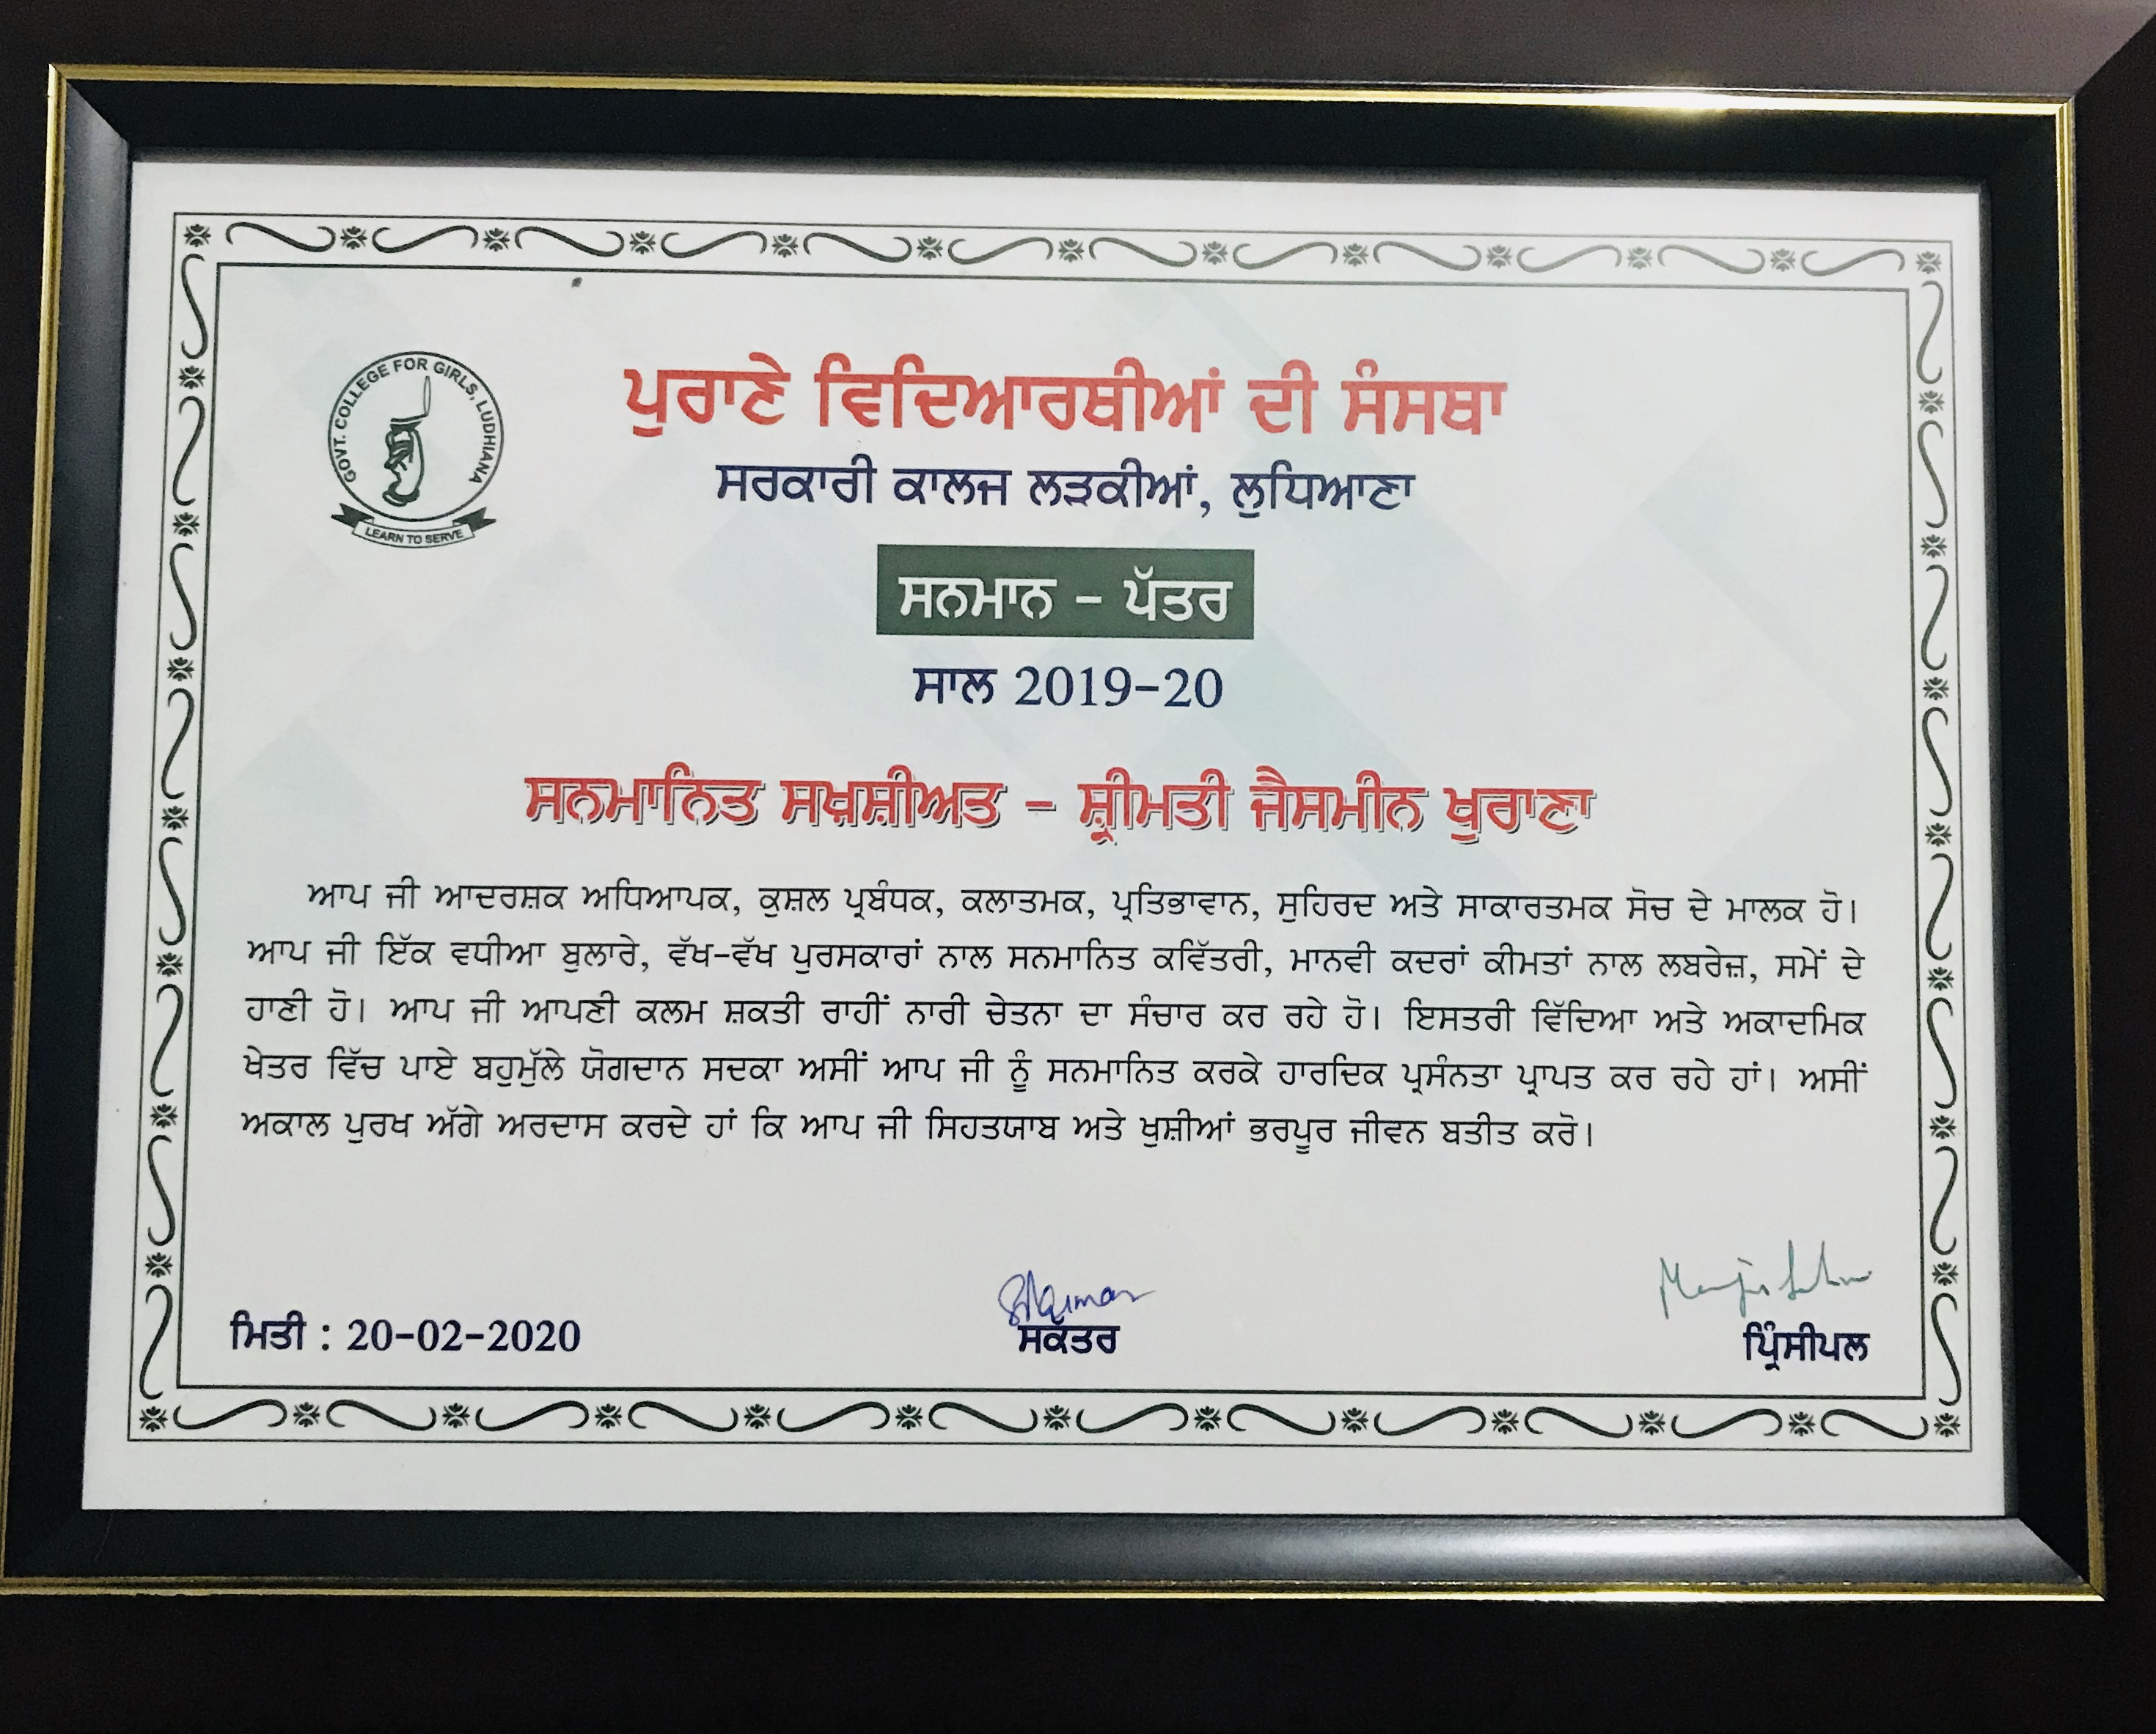 GOVT. COLLEGE FOR GIRLS, LUDHIANA
LEARN TO SERVE
ਪੁਰਾਣੇ ਵਿਦਿਆਰਥੀਆਂ ਦੀ ਸੰਸਥਾ
ਸਰਕਾਰੀ ਕਾਲਜ ਲੜਕੀਆਂ, ਲੁਧਿਆਣਾ
ਸਨਮਾਨ - ਪੱਤਰ
ਸਾਲ 2019-20
ਸਨਮਾਨਿਤ ਸਖ਼ਸ਼ੀਅਤ - ਸ਼੍ਰੀਮਤੀ ਜੈਸਮੀਨ ਖੁਰਾਣਾ
ਆਪ ਜੀ ਆਦਰਸ਼ਕ ਅਧਿਆਪਕ, ਕੁਸ਼ਲ ਪ੍ਰਬੰਧਕ, ਕਲਾਤਮਕ, ਪ੍ਰਤਿਭਾਵਾਨ, ਸੁਹਿਰਦ ਅਤੇ ਸਾਕਾਰਤਮਕ ਸੋਚ ਦੇ ਮਾਲਕ ਹੋ।
ਆਪ ਜੀ ਇੱਕ ਵਧੀਆ ਬੁਲਾਰੇ, ਵੱਖ-ਵੱਖ ਪੁਰਸਕਾਰਾਂ ਨਾਲ ਸਨਮਾਨਿਤ ਕਵਿੱਤਰੀ, ਮਾਨਵੀ ਕਦਰਾਂ ਕੀਮਤਾਂ ਨਾਲ ਲਬਰੇਜ਼, ਸਮੇਂ ਦੇ
ਹਾਣੀ ਹੋ। ਆਪ ਜੀ ਆਪਣੀ ਕਲਮ ਸ਼ਕਤੀ ਰਾਹੀਂ ਨਾਰੀ ਚੇਤਨਾ ਦਾ ਸੰਚਾਰ ਕਰ ਰਹੇ ਹੋ। ਇਸਤਰੀ ਵਿੱਦਿਆ ਅਤੇ ਅਕਾਦਮਿਕ
ਖੇਤਰ ਵਿੱਚ ਪਾਏ ਬਹੁਮੁੱਲੇ ਯੋਗਦਾਨ ਸਦਕਾ ਅਸੀਂ ਆਪ ਜੀ ਨੂੰ ਸਨਮਾਨਿਤ ਕਰਕੇ ਹਾਰਦਿਕ ਪ੍ਰਸੰਨਤਾ ਪ੍ਰਾਪਤ ਕਰ ਰਹੇ ਹਾਂ। ਅਸੀਂ
ਅਕਾਲ ਪੁਰਖ ਅੱਗੇ ਅਰਦਾਸ ਕਰਦੇ ਹਾਂ ਕਿ ਆਪ ਜੀ ਸਿਹਤਯਾਬ ਅਤੇ ਖੁਸ਼ੀਆਂ ਭਰਪੂਰ ਜੀਵਨ ਬਤੀਤ ਕਰੋ।
ਮਿਤੀ : 20-02-2020
ਸਕੱਤਰ
ਪ੍ਰਿੰਸੀਪਲ